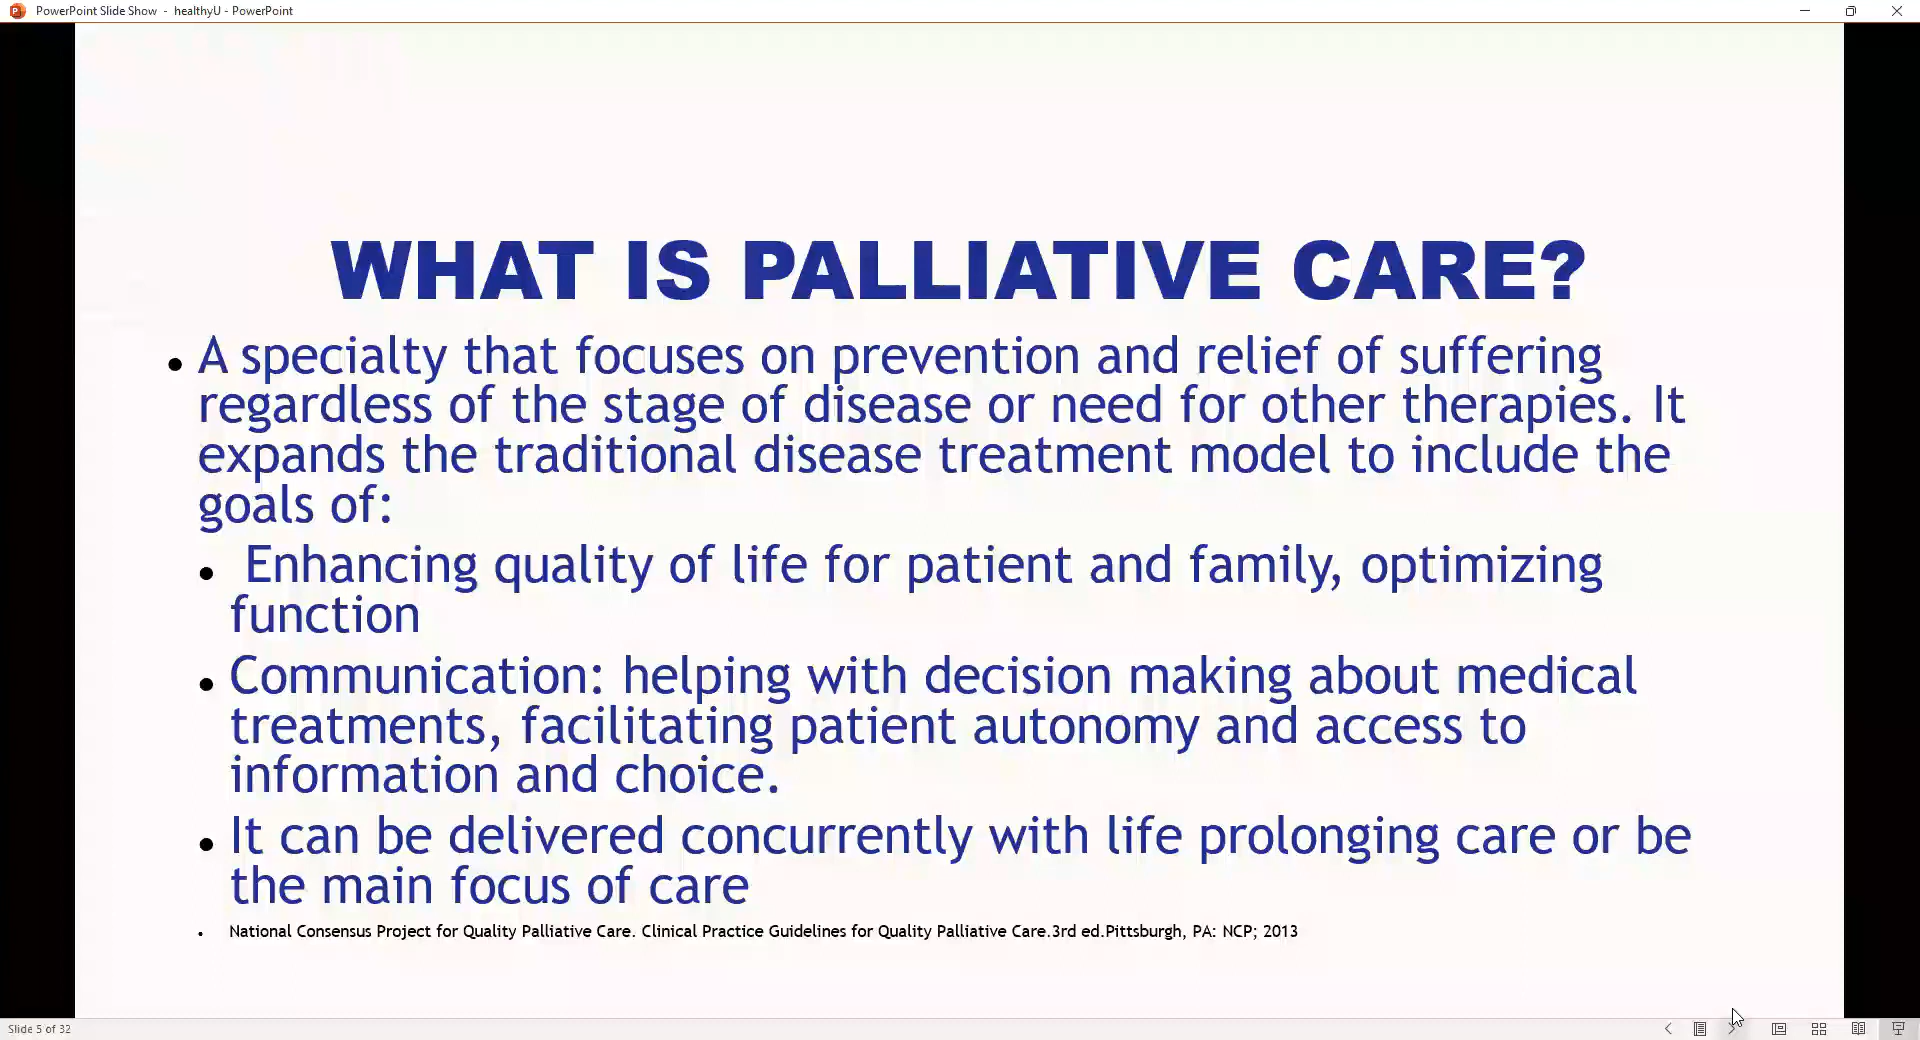 PowerPoint Slide Show - healthyU - PowerPoint
WHAT IS PALLIATIVE CARE?
• A specialty that focuses on prevention and relief of suffering
regardless of the stage of disease or need for other therapies. It
expands the traditional disease treatment model to include the
goals of:
• Enhancing quality of life for patient and family, optimizing
function
• Communication: helping with decision making about medical
treatments, facilitating patient autonomy and access to
information and choice.
• It can be delivered concurrently with life prolonging care or be
the main focus of care
• National Consensus Project for Quality Palliative Care. Clinical Practice Guidelines for Quality Palliative Care.3rd ed.Pittsburgh, PA: NCP; 2013
Slide 5 of 32